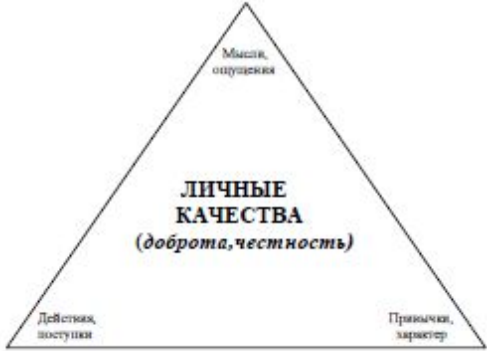 Мысли,
ощущения
ЛИЧНЫЕ
КАЧЕСТВА
(доброта,честность)
Действия,
поступки
Привычки,
характер